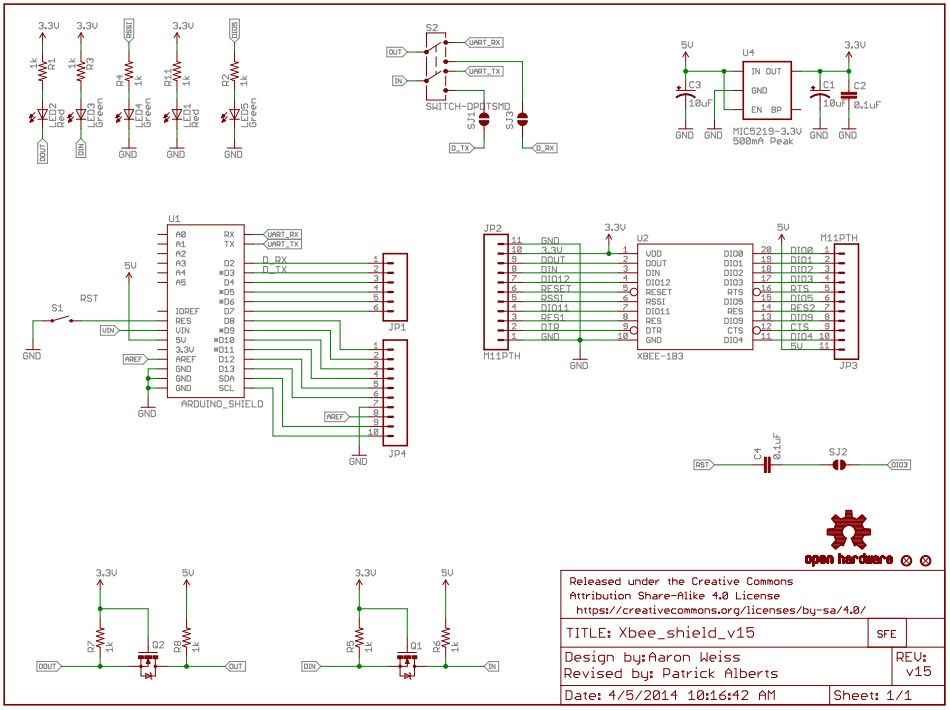 3.3V 3.3V RSSI 3.3V DIO5
1k R1 1k R3 R4 1k R11 1k R2 1k
LED2 Red LED3 Green LED4 Green LED1 Red LED5 Green
DOUT DIN GND GND GND
S2
OUT UART_RX
IN UART_TX
SWITCH-DPDTSMD
SJ1 SJ3
D_TX D_RX
5V U4 3.3V
IN OUT
GND
EN BP
C3 10uF C1 10uF C2 0.1uF
MIC5219-3.3V
500mA Peak
GND GND GND GND
U1
A0 RX UART_RX
A1 TX UART_TX
A2
A3 D2 D_RX 1
A4 *D3 D_TX 2
A5 D4 3
*D5 4
*D6 5
IOREF D7 6
RES D8
VIN *D9
5V *D10
3.3V *D11
AREF D12
GND D13
GND SDA
GND SCL
ARDUINO_SHIELD
5V
RST
S1
GND
VIN
AREF
GND
JP1
1
2
3
4
5
6
7
AREF 8
9
10
GND
JP4
JP2
11 GND
10 3.3V
9 DOUT
8 DIN
7 DIO12
6 RESET
5 RSSI
4 DIO11
3 RES1
2 DTR
1 GND
M11PTH
GND
3.3V
U2
1 VDD DIO0 20
2 DOUT DIO1 19
3 DIN DIO2 18
4 DIO12 DIO3 17
5 RESET RTS 16
6 RSSI DIO5 15
7 DIO11 RES 14
8 RES DIO9 13
9 DTR CTS 12
10 GND DIO4 11
XBEE-1B3
5V
M11PTH
DIO0 1
DIO1 2
DIO2 3
DIO3 4
RTS 5
DIO5 6
RES2 7
DIO9 8
CTS 9
DIO4 10
5V 11
JP3
RST C4 0.1uF SJ2 DIO3
open hardware
3.3V 5V
R7 1k Q2 R8 1k
DOUT OUT
3.3V 5V
R5 1k Q1 R6 1k
DIN IN
Released under the Creative Commons
Attribution Share-Alike 4.0 License
https://creativecommons.org/licenses/by-sa/4.0/
TITLE: Xbee_shield_v15 SFE
Design by:Aaron Weiss
Revised by: Patrick Alberts
REV:
v15
Date: 4/5/2014 10:16:42 AM Sheet: 1/1